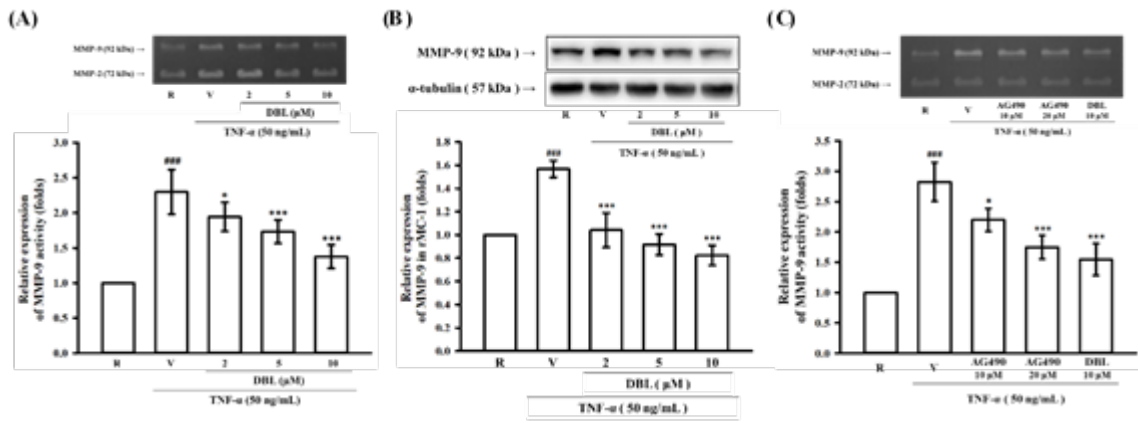 (A)
MMP-9 (92 kDa) →
MMP-2 (72 kDa) →
R V 2 5 10
DBL (μM)
TNF-α (50 ng/mL)
Relative expression
of MMP-9 activity (folds)
3.0
2.5
2.0
1.5
1.0
0.5
0.0
### * *** ***
R V 2 5 10
DBL (μM)
TNF-α (50 ng/mL)
(B)
MMP-9 ( 92 kDa) →
α-tubulin ( 57 kDa) →
R V 2 5 10
DBL ( μM )
TNF-α ( 50 ng/mL )
Relative expression
of MMP-9 in rMC-1 (folds)
1.8
1.6
1.4
1.2
1.0
0.8
0.6
0.4
0.2
0.0
### *** *** ***
R V 2 5 10
DBL ( μM )
TNF-α ( 50 ng/mL )
(C)
MMP-9 (92 kDa) →
MMP-2 (72 kDa) →
R V AG490 AG490 DBL
10 μM 20 μM 10 μM
TNF-α ( 50 ng/mL )
Relative expression
of MMP-9 activity (folds)
3.5
3.0
2.5
2.0
1.5
1.0
0.5
0.0
### * *** ***
R V AG490 AG490 DBL
10 μM 20 μM 10 μM
TNF-α ( 50 ng/mL )